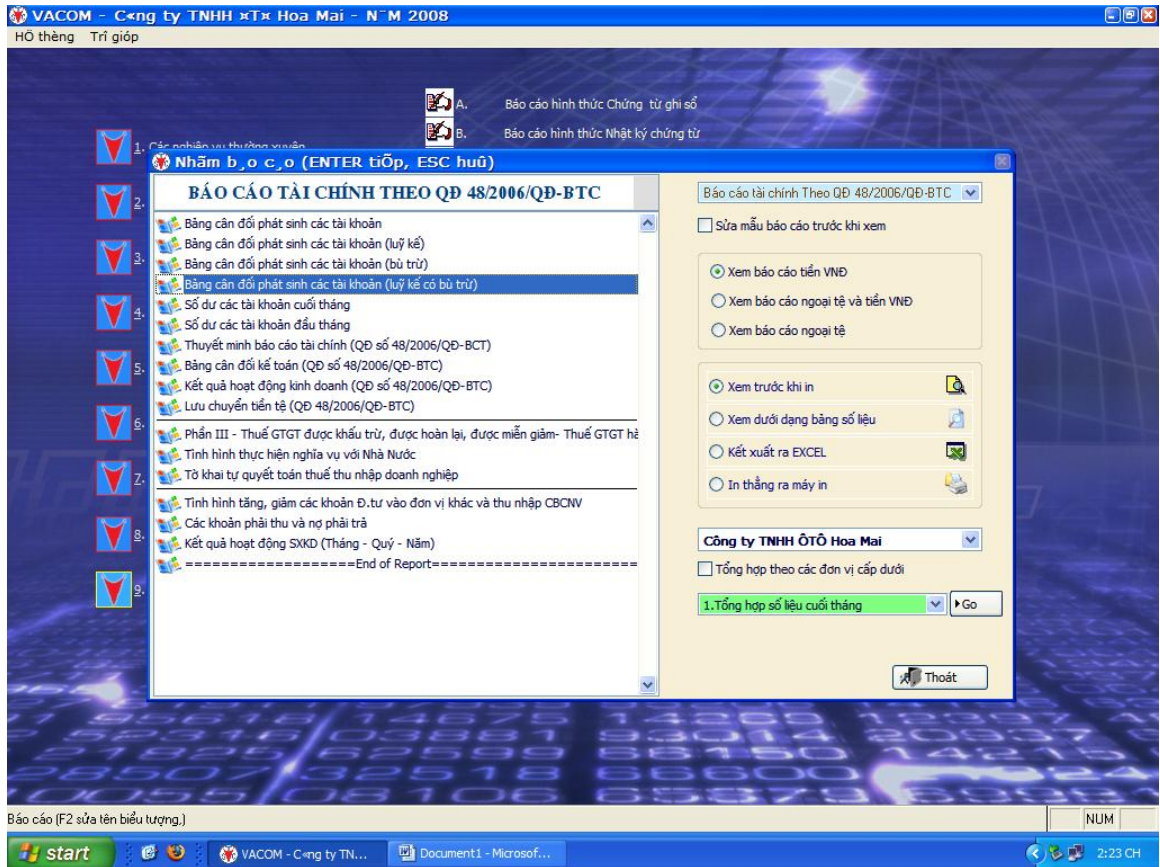 VACOM - C«ng ty TNHH ¤T¤ Hoa Mai - N¨M 2008
HÖ thèng Trî gióp
A. Báo cáo hình thức Chứng từ ghi sổ
B. Báo cáo hình thức Nhật ký chứng từ
1. Các nghiệp vụ thường xuyên
2.
3.
4.
5.
6.
7.
8.
9.
Nhãm b¸o c¸o (ENTER tiÕp, ESC huû)
BÁO CÁO TÀI CHÍNH THEO QĐ 48/2006/QĐ-BTC
Bảng cân đối phát sinh các tài khoản
Bảng cân đối phát sinh các tài khoản (luỹ kế)
Bảng cân đối phát sinh các tài khoản (bù trừ)
Bảng cân đối phát sinh các tài khoản (luỹ kế có bù trừ)
Số dư các tài khoản cuối tháng
Số dư các tài khoản đầu tháng
Thuyết minh báo cáo tài chính (QĐ số 48/2006/QĐ-BCT)
Bảng cân đối kế toán (QĐ số 48/2006/QĐ-BTC)
Kết quả hoạt động kinh doanh (QĐ số 48/2006/QĐ-BTC)
Lưu chuyển tiền tệ (QĐ 48/2006/QĐ-BTC)
Phần III - Thuế GTGT được khấu trừ, được hoàn lại, được miễn giảm- Thuế GTGT hà
Tình hình thực hiện nghĩa vụ với Nhà Nước
Tờ khai tự quyết toán thuế thu nhập doanh nghiệp
Tình hình tăng, giảm các khoản Đ.tư vào đơn vị khác và thu nhập CBCNV
Các khoản phải thu và nợ phải trả
Kết quả hoạt động SXKD (Tháng - Quý - Năm)
===================End of Report=======================
Báo cáo tài chính Theo QĐ 48/2006/QĐ-BTC
Sửa mẫu báo cáo trước khi xem
Xem báo cáo tiền VNĐ
Xem báo cáo ngoại tệ và tiền VNĐ
Xem báo cáo ngoại tệ
Xem trước khi in
Xem dưới dạng bảng số liệu
Kết xuất ra EXCEL
In thẳng ra máy in
Công ty TNHH ÔTÔ Hoa Mai
Tổng hợp theo các đơn vị cấp dưới
1.Tổng hợp số liệu cuối tháng
Go
Thoát
Báo cáo (F2 sửa tên biểu tượng,)
NUM
start
VACOM - C«ng ty TN...
Document1 - Microsof...
2:23 CH